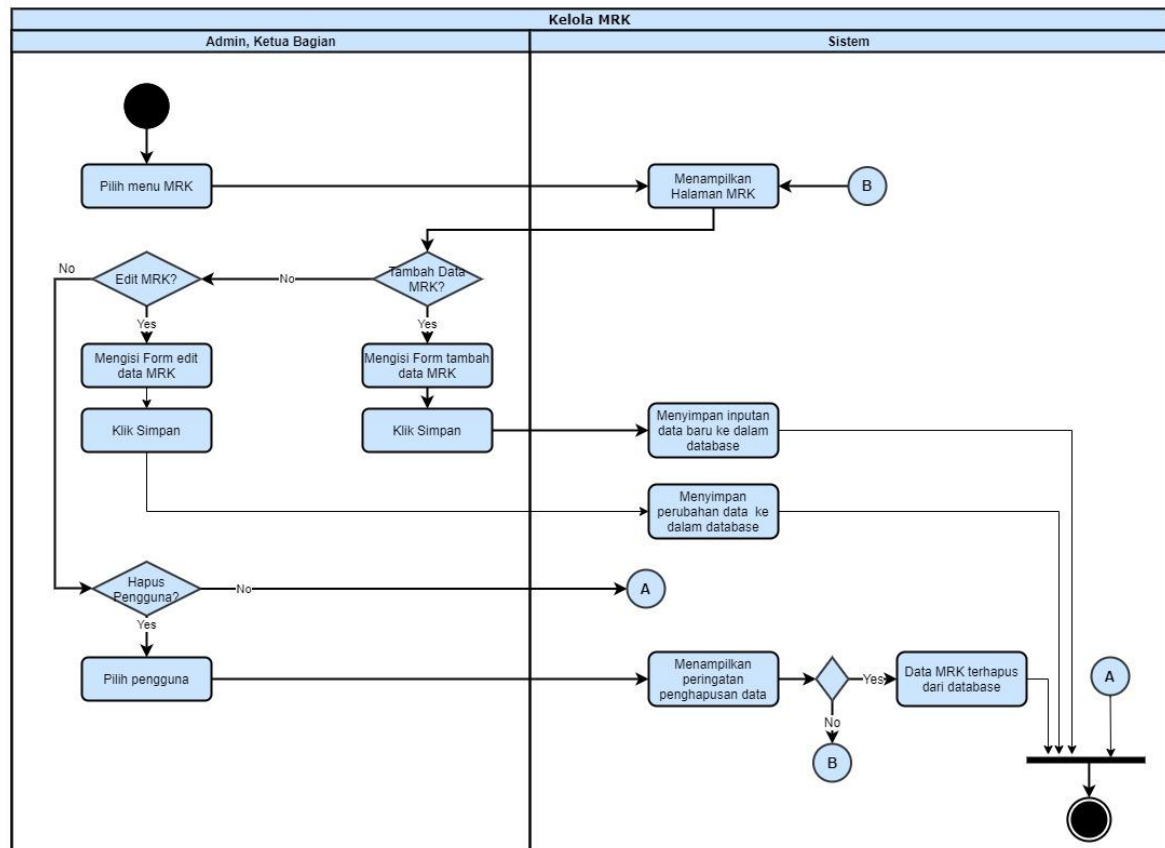 Kelola MRK
Admin, Ketua Bagian
Sistem
Pilih menu MRK
Menampilkan
Halaman MRK
B
No
Edit MRK?
No
Tambah Data
MRK?
Yes
Yes
Mengisi Form edit
data MRK
Mengisi Form tambah
data MRK
Klik Simpan
Klik Simpan
Menyimpan inputan
data baru ke dalam
database
Menyimpan
perubahan data ke
dalam database
Hapus
Pengguna?
No
A
Yes
Pilih pengguna
Menampilkan
peringatan
penghapusan data
Yes
Data MRK terhapus
dari database
A
No
B